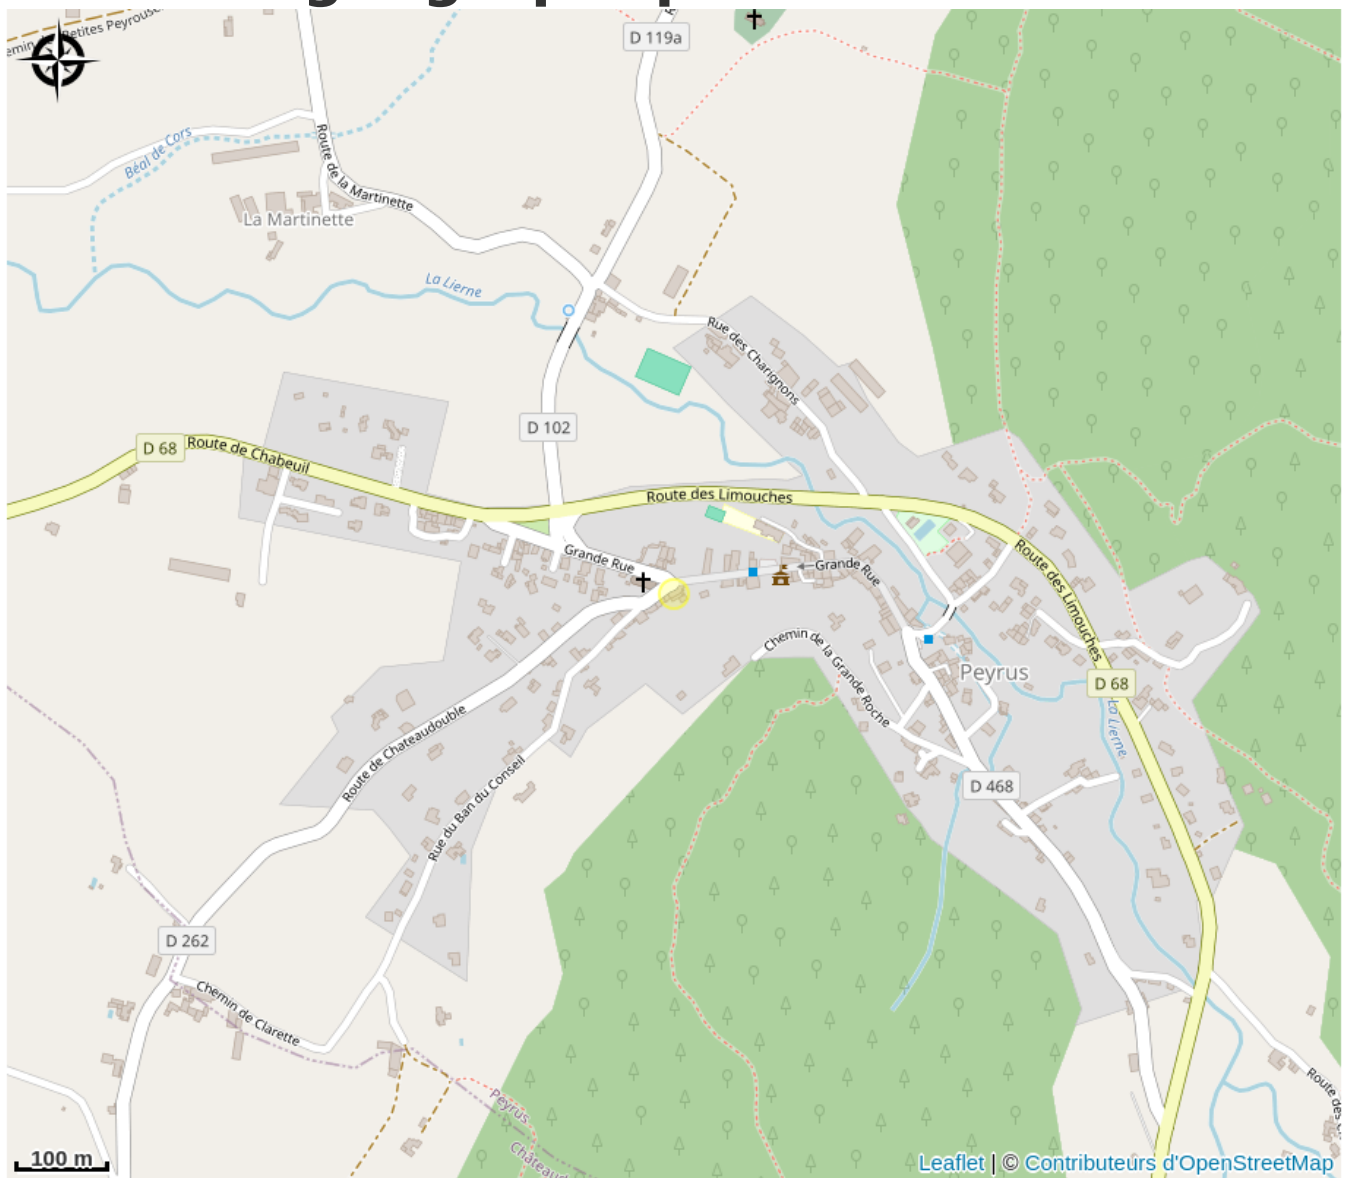 D 119a
Béal de Cors
Route de la Martinette
La Martinette
La Lierne
Rue des Charignons
D 102
D 68
Route de Chabeuil
Route des Limouches
Grande Rue
Grande Rue
Route des Limouches
Chemin de la Grande Roche
Peyrus
D 68
La Lierne
Route de Chateaudouble
Rue du Ban du Conseil
D 468
D 262
Chemin de Clarette
Peyrus
Route des
100 m
Leaflet | © Contributeurs d'OpenStreetMap